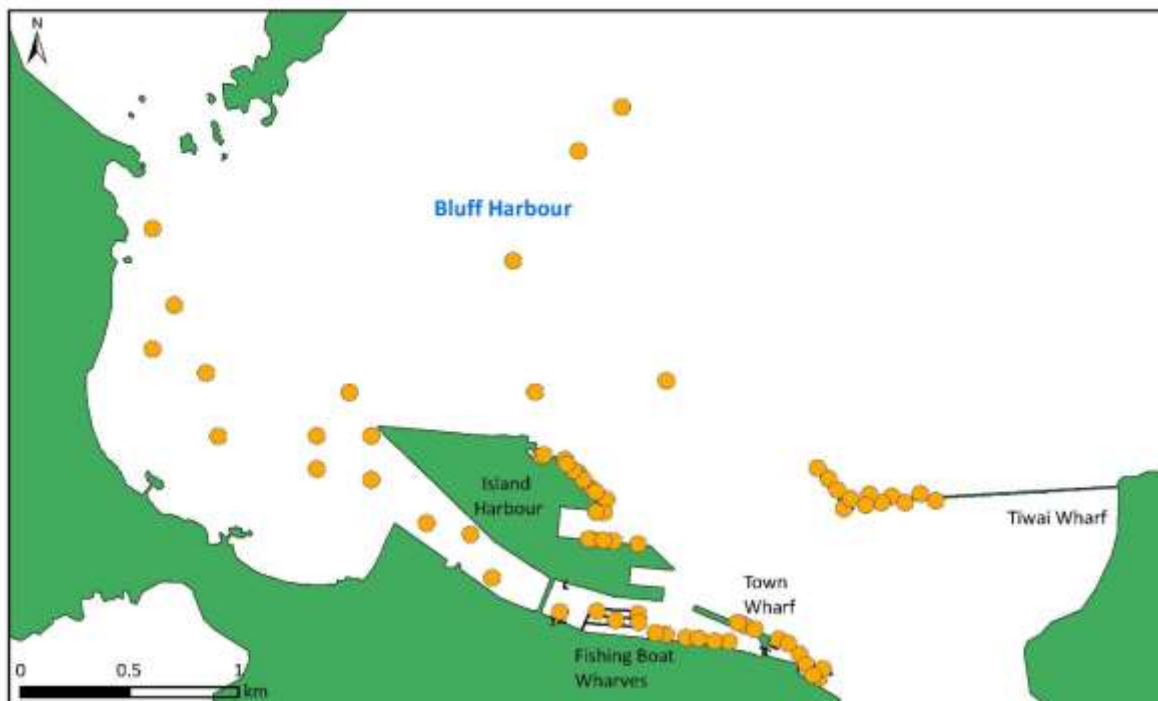 N
Bluff Harbour
Island
Harbour
Tiwai Wharf
Town
Wharf
Fishing Boat
Wharves
0 0.5 1
km